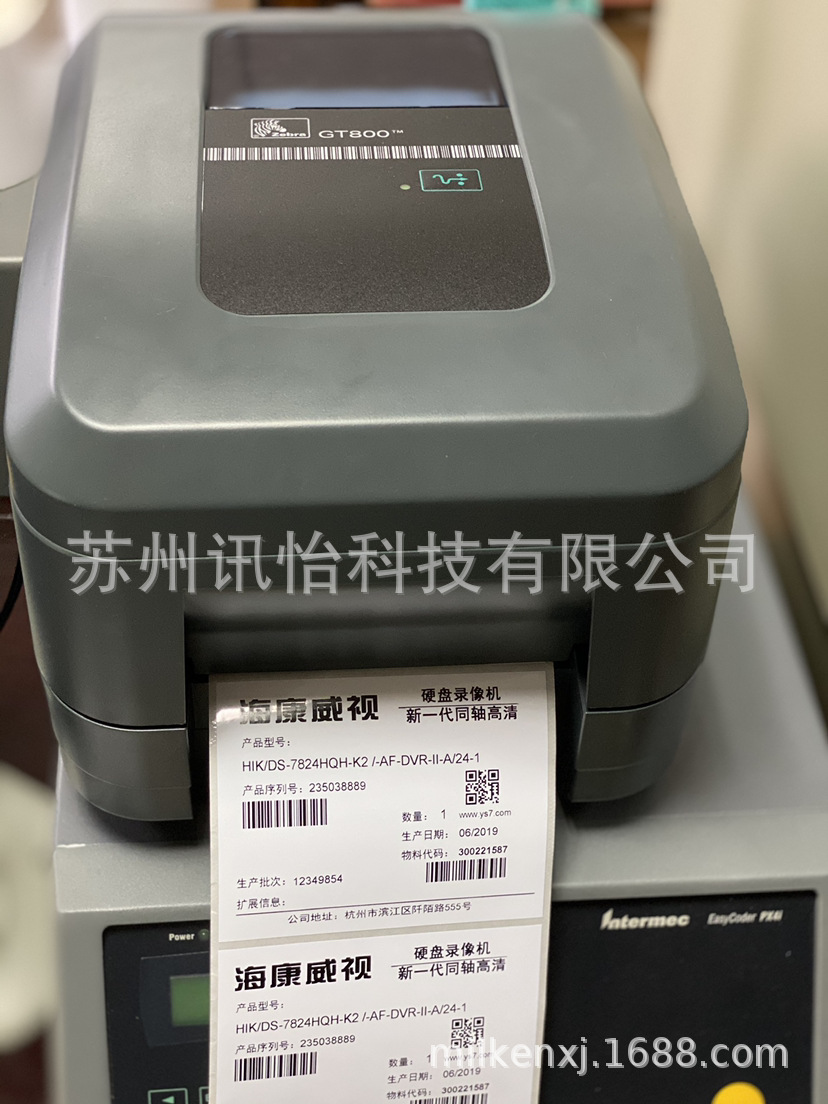 Zebra
GT800™
苏州讯怡科技有限公司
海康威视
硬盘录像机
新一代同轴高清
产品型号：
HIK/DS-7824HQH-K2 /-AF-DVR-II-A/24-1
产品序列号：235038889
数量： 1 www.ys7.com
生产日期： 06/2019
物料代码： 300221587
生产批次：12349854
扩展信息：
公司地址：杭州市滨江区阡陌路555号
Power
Intermec EasyCoder PX4i
海康威视
硬盘录像机
新一代同轴高清
产品型号：
HIK/DS-7824HQH-K2 /-AF-DVR-II-A/24-1
产品序列号：235038889
数量： 1
生产日期： 06/2019
物料代码： 300221587
milkenxj.1688.com